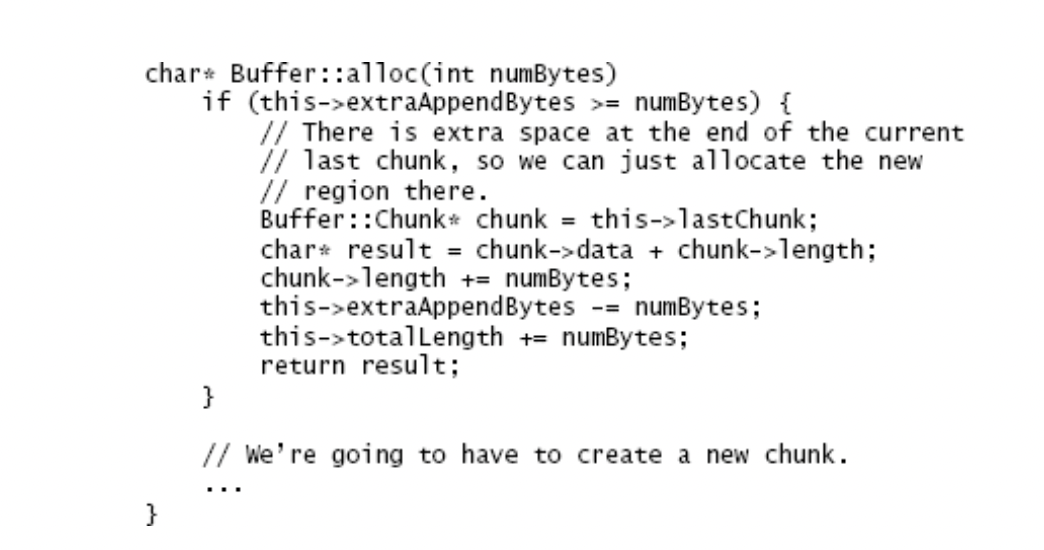 char* Buffer::alloc(int numBytes)
    if (this->extraAppendBytes >= numBytes) {
        // There is extra space at the end of the current
        // last chunk, so we can just allocate the new
        // region there.
        Buffer::Chunk* chunk = this->lastChunk;
        char* result = chunk->data + chunk->length;
        chunk->length += numBytes;
        this->extraAppendBytes -= numBytes;
        this->totalLength += numBytes;
        return result;
    }
    // We’re going to have to create a new chunk.
    ...
}